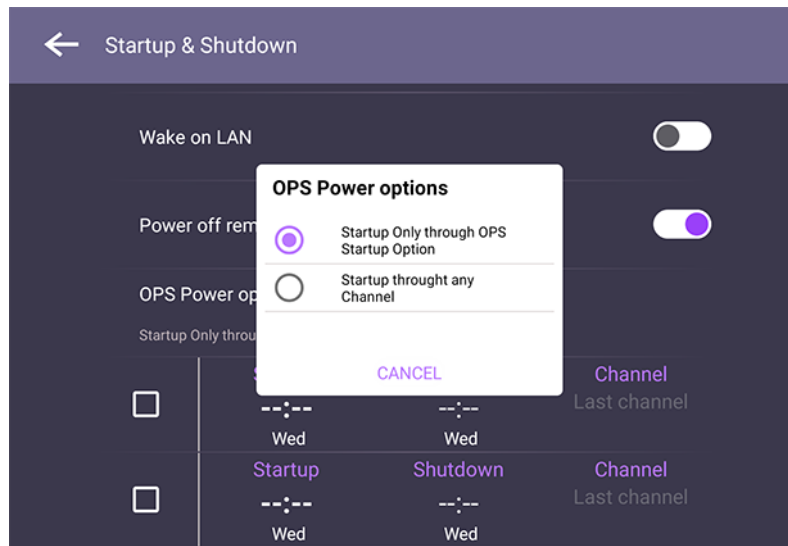 Startup & Shutdown
Wake on LAN
OPS Power options
Power off rem
Startup Only through OPS
Startup Option
Startup throught any
Channel
OPS Power op
Startup Only throu
CANCEL
S
Channel
--:--
--:--
Last channel
Wed
Wed
Startup
Shutdown
Channel
--:--
--:--
Last channel
Wed
Wed